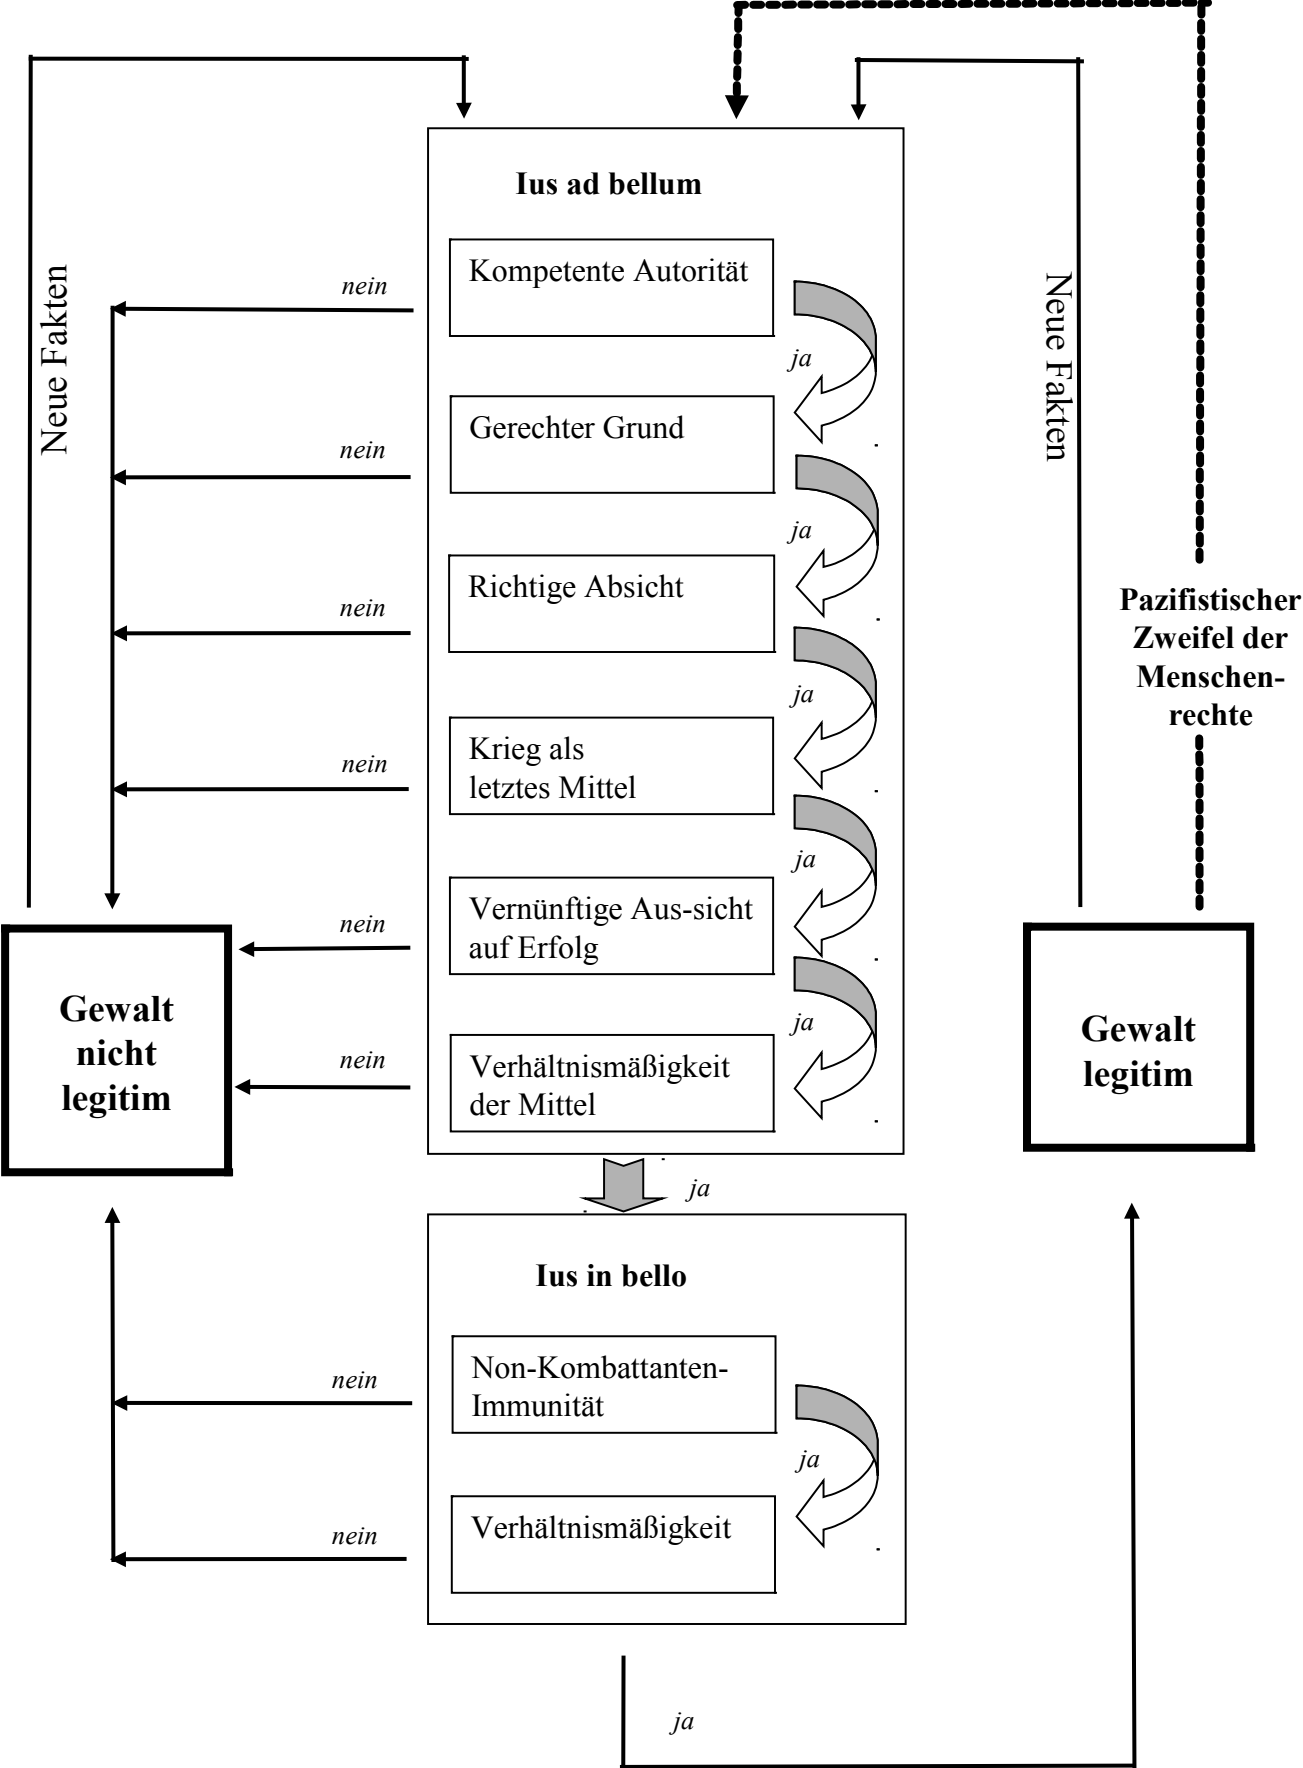 Ius ad bellum
Neue Fakten
Neue Fakten
Kompetente Autorität
nein
ja
Gerechter Grund
nein
ja
Richtige Absicht
nein
ja
Krieg als
letztes Mittel
nein
ja
Vernünftige Aus-sicht
auf Erfolg
nein
ja
Verhältnismäßigkeit
der Mittel
nein
Pazifistischer
Zweifel der
Menschen-
rechte
Gewalt
nicht
legitim
Gewalt
legitim
ja
Ius in bello
Non-Kombattanten-
Immunität
nein
ja
Verhältnismäßigkeit
nein
ja